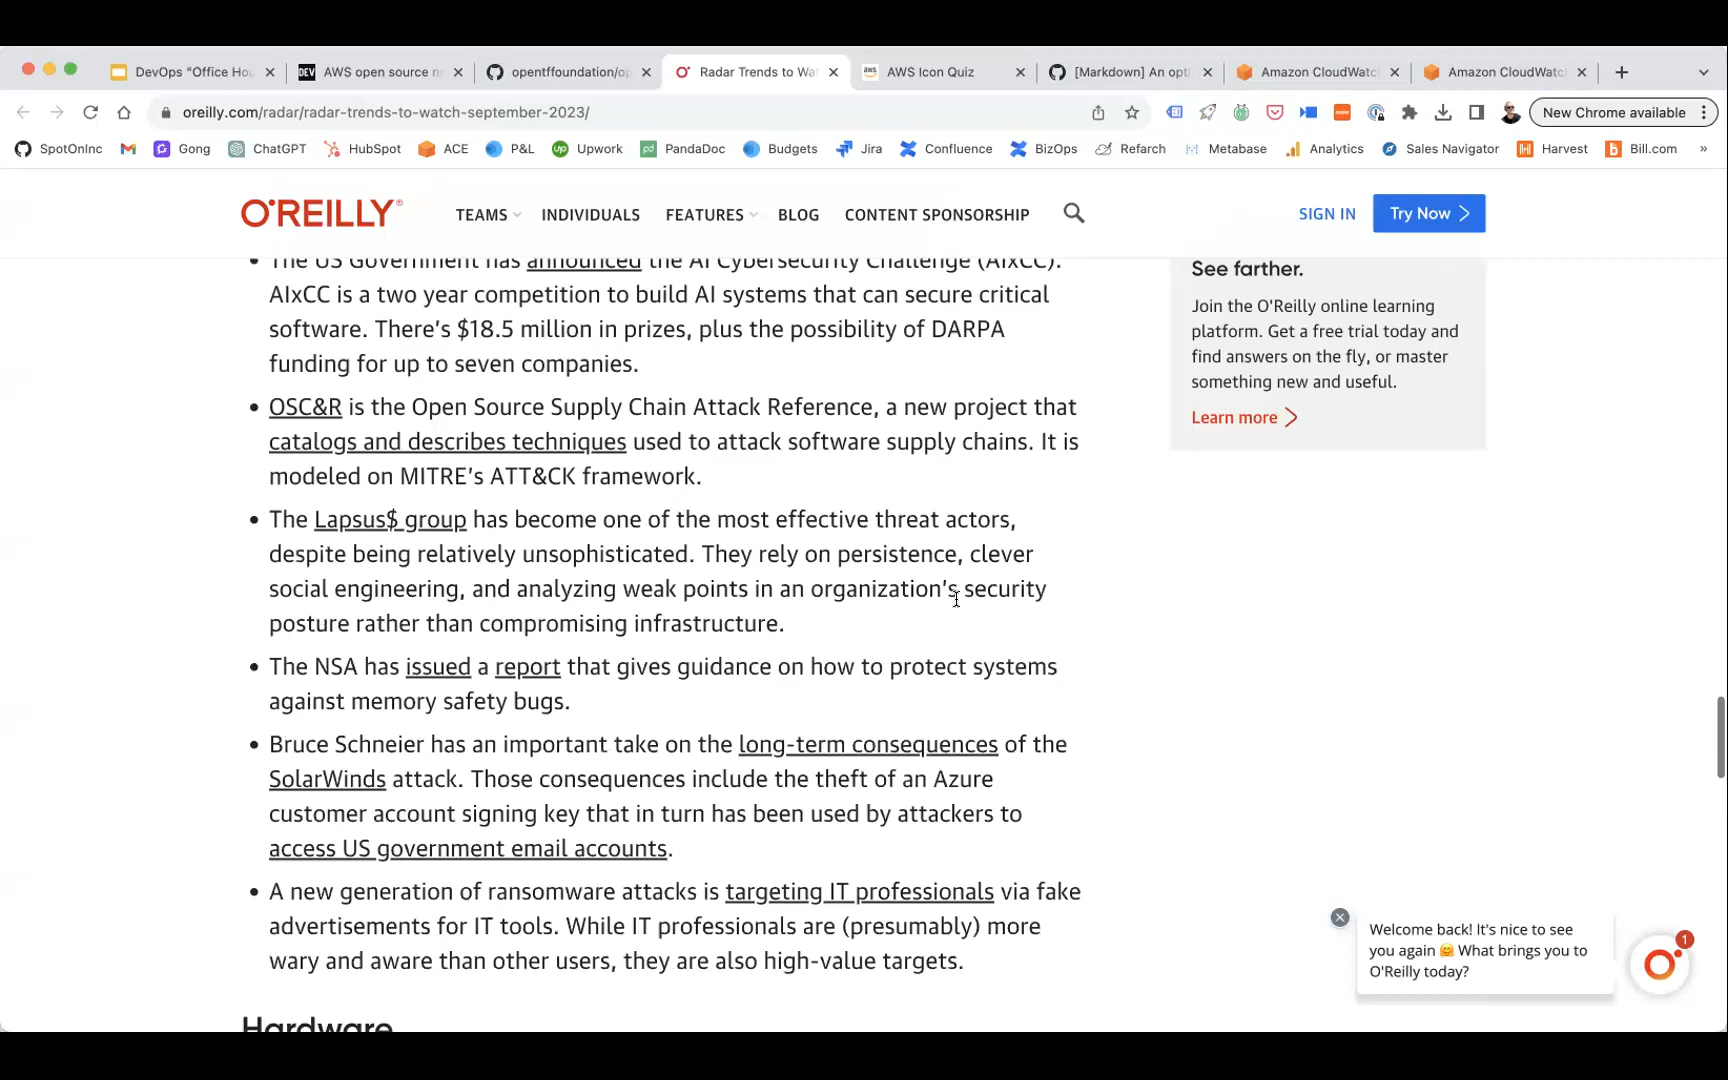 DevOps "Office Hou
AWS open source n
opentffoundation/op
Radar Trends to Wat
AWS Icon Quiz
[Markdown] An opti
Amazon CloudWatc
Amazon CloudWatc
oreilly.com/radar/radar-trends-to-watch-september-2023/
New Chrome available
SpotOnInc
Gong
ChatGPT
HubSpot
ACE
P&L
Upwork
PandaDoc
Budgets
Jira
Confluence
BizOps
Refarch
Metabase
Analytics
Sales Navigator
Harvest
Bill.com
»
O'REILLY®
TEAMS
INDIVIDUALS
FEATURES
BLOG
CONTENT SPONSORSHIP
SIGN IN
Try Now
• The US Government has announced the AI Cybersecurity Challenge (AIxCC).
AIxCC is a two year competition to build AI systems that can secure critical
software. There's $18.5 million in prizes, plus the possibility of DARPA
funding for up to seven companies.
• OSC&R is the Open Source Supply Chain Attack Reference, a new project that
catalogs and describes techniques used to attack software supply chains. It is
modeled on MITRE's ATT&CK framework.
• The Lapsus$ group has become one of the most effective threat actors,
despite being relatively unsophisticated. They rely on persistence, clever
social engineering, and analyzing weak points in an organization's security
posture rather than compromising infrastructure.
• The NSA has issued a report that gives guidance on how to protect systems
against memory safety bugs.
• Bruce Schneier has an important take on the long-term consequences of the
SolarWinds attack. Those consequences include the theft of an Azure
customer account signing key that in turn has been used by attackers to
access US government email accounts.
• A new generation of ransomware attacks is targeting IT professionals via fake
advertisements for IT tools. While IT professionals are (presumably) more
wary and aware than other users, they are also high-value targets.
Hardware
See farther.
Join the O'Reilly online learning
platform. Get a free trial today and
find answers on the fly, or master
something new and useful.
Learn more
Welcome back! It's nice to see
you again 🤗 What brings you to
O'Reilly today?
1